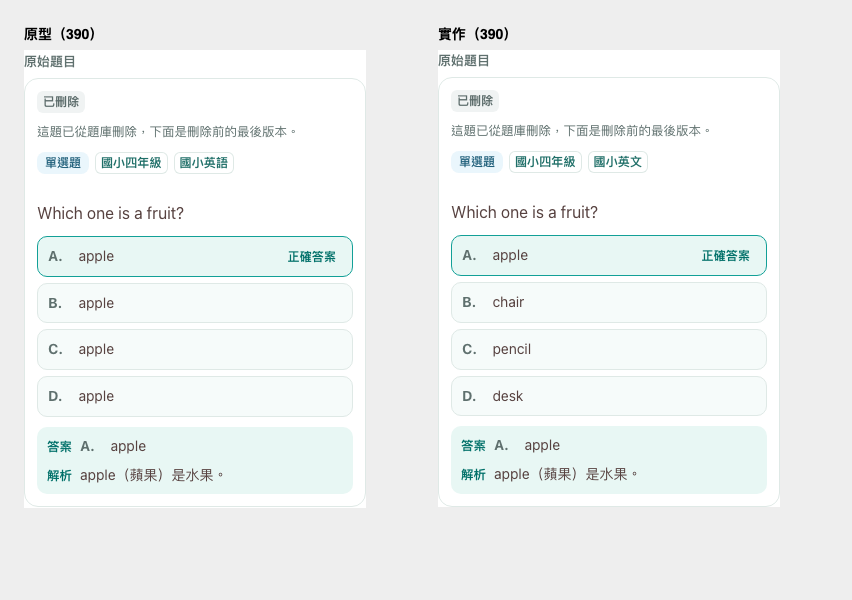 原型（390）
原始題目
已刪除
這題已從題庫刪除，下面是刪除前的最後版本。
單選題 國小四年級 國小英語
Which one is a fruit?
A. apple 正確答案
B. apple
C. apple
D. apple
答案 A. apple
解析 apple（蘋果）是水果。
實作（390）
原始題目
已刪除
這題已從題庫刪除，下面是刪除前的最後版本。
單選題 國小四年級 國小英文
Which one is a fruit?
A. apple 正確答案
B. chair
C. pencil
D. desk
答案 A. apple
解析 apple（蘋果）是水果。